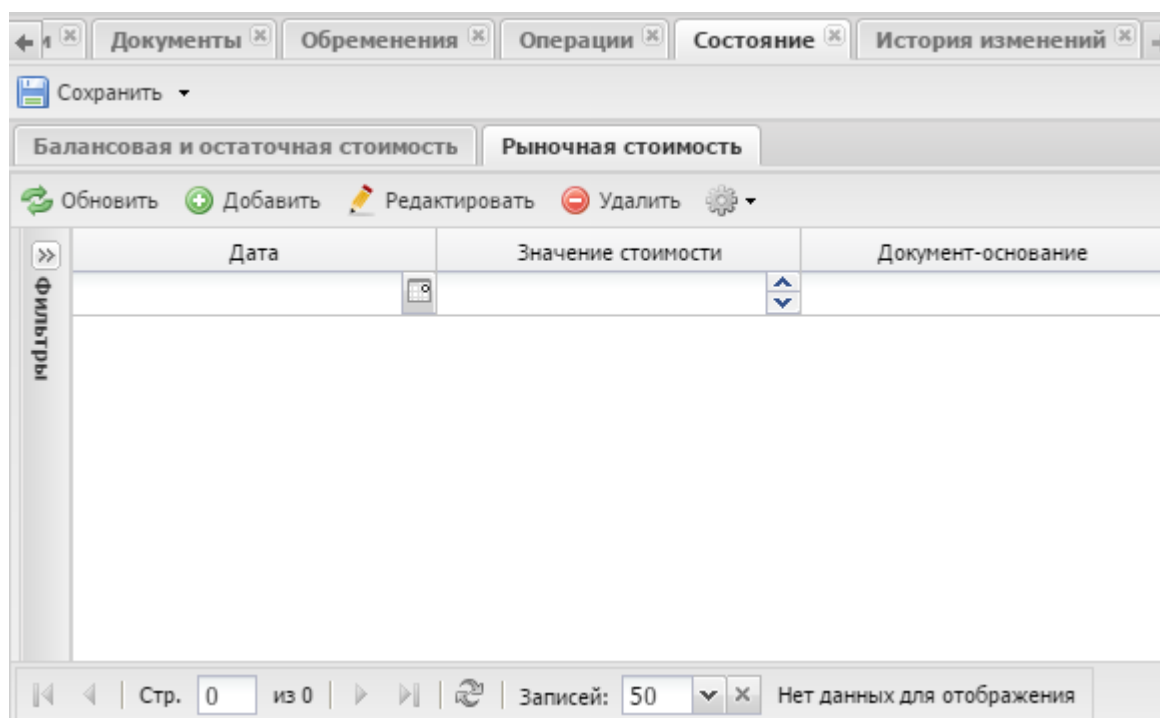 и Документы Обременения Операции Состояние История изменений
Сохранить
Балансовая и остаточная стоимость Рыночная стоимость
Обновить Добавить Редактировать Удалить
Дата Значение стоимости Документ-основание
Фильтры
Стр. 0 из 0 Записей: 50 Нет данных для отображения